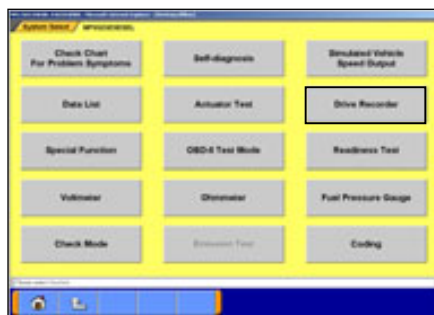 System Select
Check Chart
For Problem Symptoms
Self-diagnosis
Simulated Vehicle
Speed Output
Data List
Actuator Test
Drive Recorder
Special Function
OBD-II Test Mode
Readiness Test
Voltmeter
Ohmmeter
Fuel Pressure Gauge
Check Mode
Emission Test
Coding